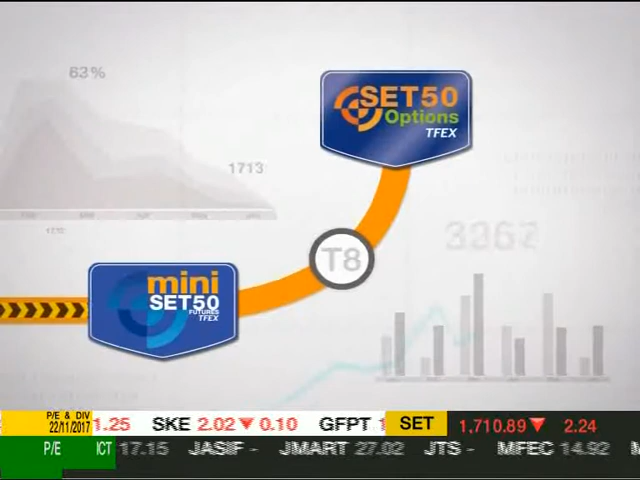 63%
SET50
Options
TFEX
1713
T8
mini
SET50
FUTURES
TFEX
P/E & DIV
22/11/2017
1.25 SKE 2.02 ▼ 0.10 GFPT
SET 1,710.89 ▼ 2.24
P/E ICT -17.15 JASIF - JMART 27.02 JTS - MFEC 14.92